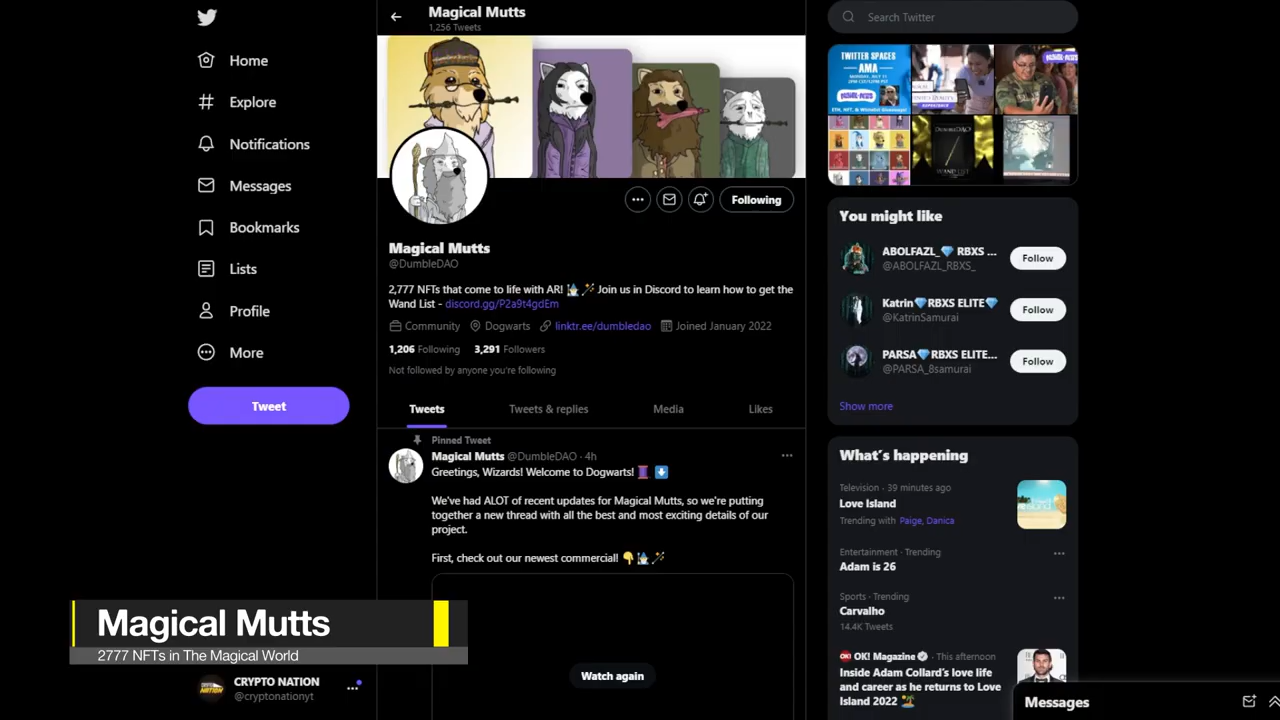 Home
Explore
Notifications
Messages
Bookmarks
Lists
Profile
More
Tweet
Magical Mutts
2777 NFTs in The Magical World
CRYPTO NATION
@cryptonationyt
Magical Mutts
1,256 Tweets
Following
Magical Mutts
@DumbleDAO
2,777 NFTs that come to life with AR! 🧙‍♂️ 🪄 Join us in Discord to learn how to get the
Wand List - discord.gg/P2a9t4gdEm
Community Dogwarts linktr.ee/dumbledao Joined January 2022
1,206 Following 3,291 Followers
Not followed by anyone you're following
Tweets Tweets & replies Media Likes
Pinned Tweet
Magical Mutts @DumbleDAO · 4h
Greetings, Wizards! Welcome to Dogwarts! 🧵 ⬇️
We've had ALOT of recent updates for Magical Mutts, so we're putting
together a new thread with all the best and most exciting details of our
project.
First, check out our newest commercial! 👇🧙‍♂️🪄
Watch again
Search Twitter
TWITTER SPACES
AMA
DUMBLEDAO
WAND LIST
You might like
ABOLFAZL_💎 RBXS ...
@ABOLFAZL_RBXS_
Follow
Katrin💎RBXS ELITE💎
@KatrinSamurai
Follow
PARSA💎RBXS ELITE...
@PARSA_8samurai
Follow
Show more
What's happening
Television · 39 minutes ago
Love Island
Trending with Paige, Danica
Entertainment · Trending
Adam is 26
Sports · Trending
Carvalho
14.4K Tweets
OK! Magazine · This afternoon
Inside Adam Collard's love life
and career as he returns to Love
Island 2022 🏝️
Messages